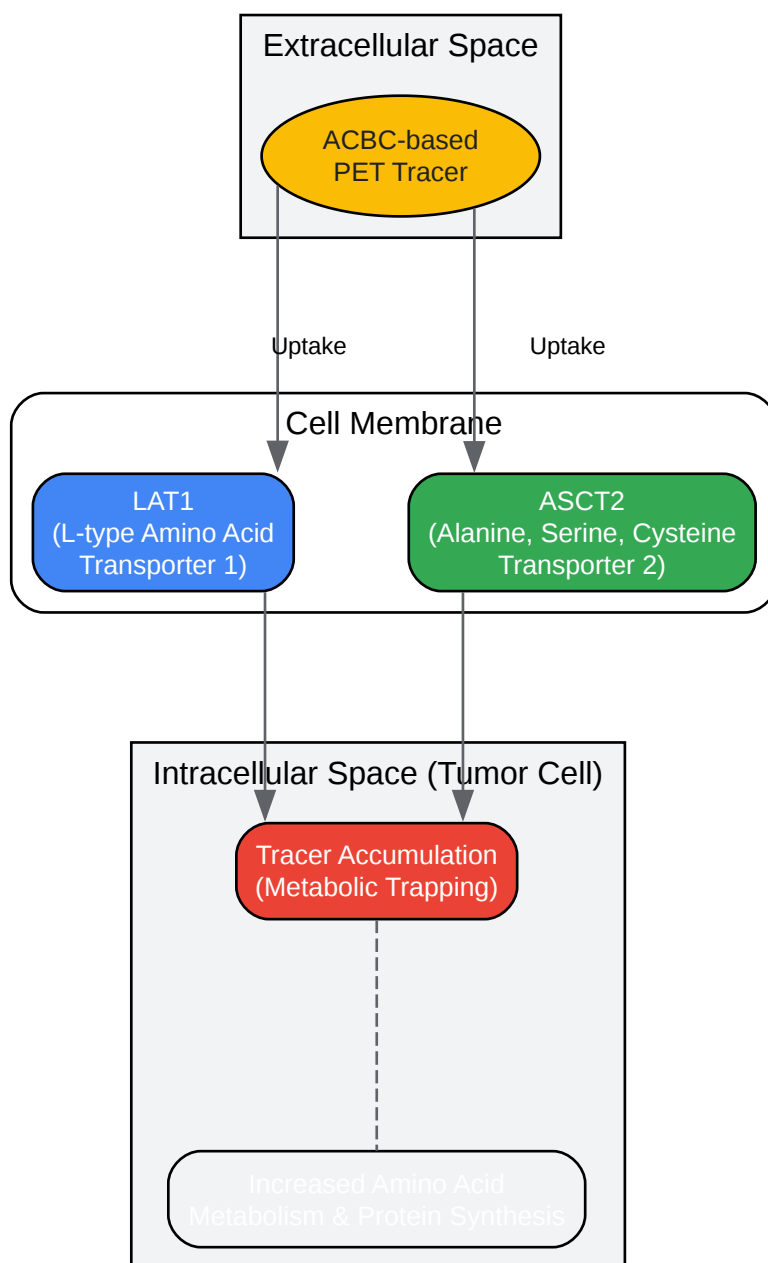 Extracellular Space
ACBC-based
PET Tracer
Uptake
Uptake
Cell Membrane
LAT1
(L-type Amino Acid
Transporter 1)
ASCT2
(Alanine, Serine, Cysteine
Transporter 2)
Intracellular Space (Tumor Cell)
Tracer Accumulation
(Metabolic Trapping)
Increased Amino Acid
Metabolism & Protein Synthesis